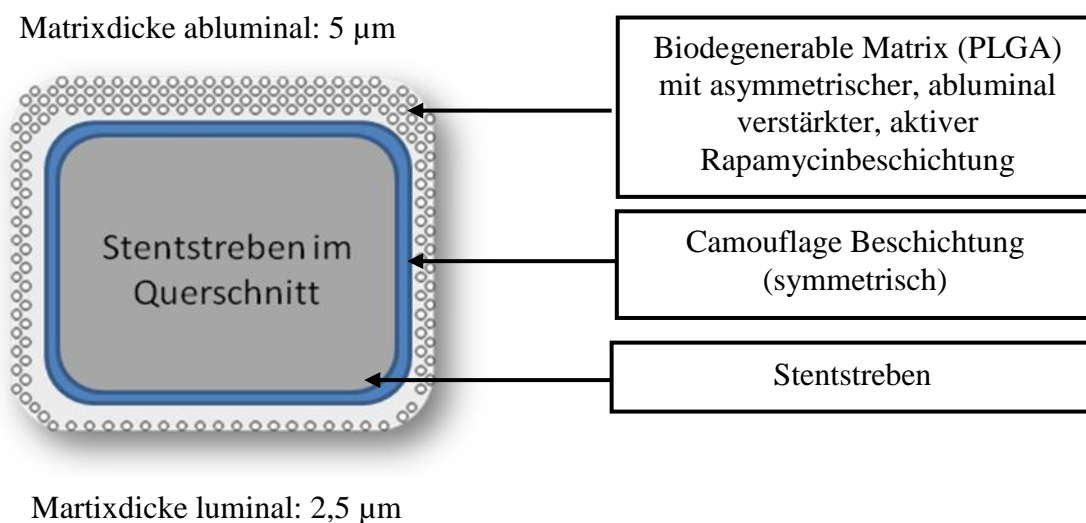 Matrixdicke abluminal: 5 µm
Biodegenerable Matrix (PLGA)
mit asymmetrischer, abluminal
verstärkter, aktiver
Rapamycinbeschichtung
Camouflage Beschichtung
(symmetrisch)
Stentstreben im
Querschnitt
Stentstreben
Martixdicke luminal: 2,5 µm